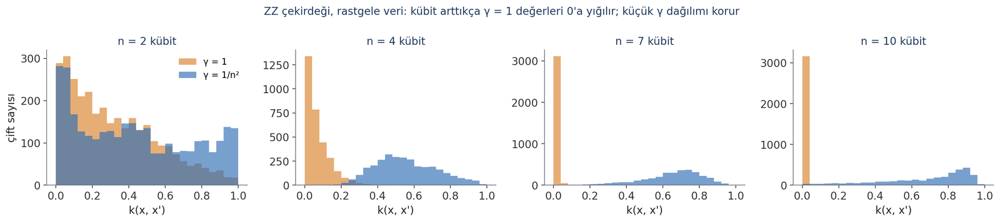 ZZ çekirdeği, rastgele veri: kübit arttıkça γ = 1 değerleri 0'a yığılır; küçük γ dağılımı korur
n = 2 kübit
γ = 1
γ = 1/n²
çift sayısı
300
200
100
0
0.0 0.2 0.4 0.6 0.8 1.0
k(x, x')
n = 4 kübit
1250
1000
750
500
250
0
0.0 0.2 0.4 0.6 0.8 1.0
k(x, x')
n = 7 kübit
3000
2000
1000
0
0.0 0.2 0.4 0.6 0.8 1.0
k(x, x')
n = 10 kübit
3000
2000
1000
0
0.0 0.2 0.4 0.6 0.8 1.0
k(x, x')